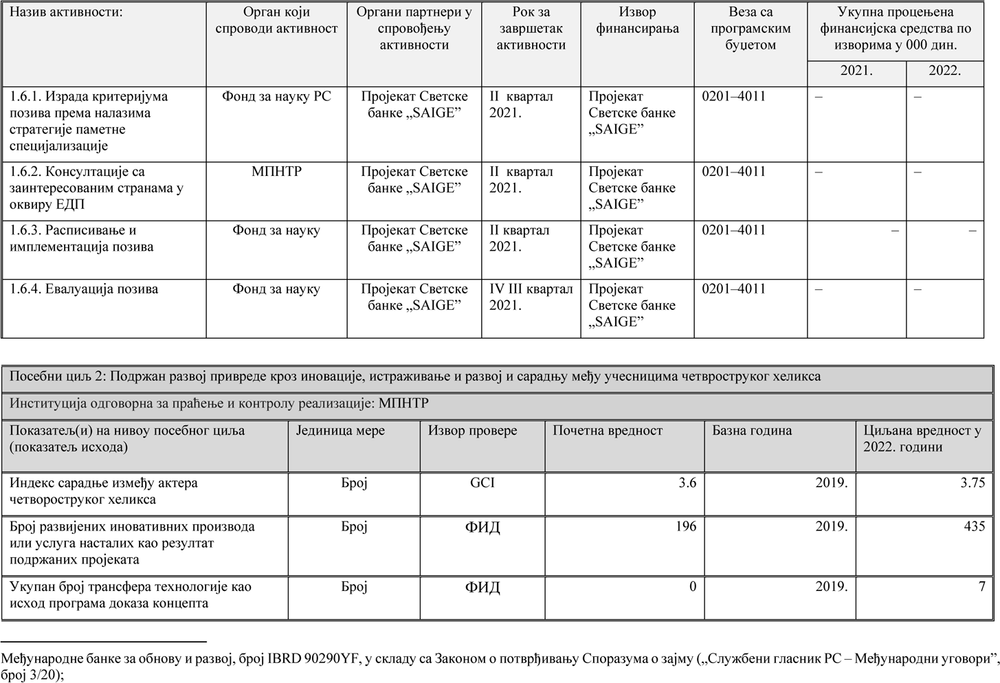 Назив активности:
Орган који
спроводи активност
Органи партнери у
спровођењу
активности
Рок за
завршетак
активности
Извор
финансирања
Веза са
програмским
буџетом
Укупна процењена
финансијска средства по
изворима у 000 дин.
2021.
2022.
1.6.1. Израда критеријума
позива према налазима
стратегије паметне
специјализације
Фонд за науку РС
Пројекат Светске
банке „SAIGE”
II  квартал
2021.
Пројекат
Светске банке
„SAIGE”
0201–4011
–
–
1.6.2. Консултације са
заинтересованим странама у
оквиру ЕДП
МПНТР
Пројекат Светске
банке „SAIGE”
II  квартал
2021.
Пројекат
Светске банке
„SAIGE”
0201–4011
–
–
1.6.3. Расписивање и
имплементација позива
Фонд за науку
Пројекат Светске
банке „SAIGE”
II квартал
2021.
Пројекат
Светске банке
„SAIGE”
0201–4011
–
–
1.6.4. Евалуација позива
Фонд за науку
Пројекат Светске
банке „SAIGE”
IV III квартал
2021.
Пројекат
Светске банке
„SAIGE”
0201–4011
–
–
Посебни циљ 2: Подржан развој привреде кроз иновације, истраживање и развој и сарадњу међу учесницима четвроструког хеликса
Институција одговорна за праћење и контролу реализације: МПНТР
Показатељ(и) на нивоу посебног циља
(показатељ исхода)
Јединица мере
Извор провере
Почетна вредност
Базна година
Циљана вредност у
2022. години
Индекс сарадње између актера
четвороструког хеликса
Број
GCI
3.6
2019.
3.75
Број развијених иновативних производа
или услуга насталих као резултат
подржаних пројеката
Број
ФИД
196
2019.
435
Укупан број трансфера технологије као
исход програма доказа концепта
Број
ФИД
0
2019.
7
Међународне банке за обнову и развој, број IBRD 90290YF, у складу са Законом о потврђивању Споразума о зајму („Службени гласник РС – Међународни уговори”,
број 3/20);